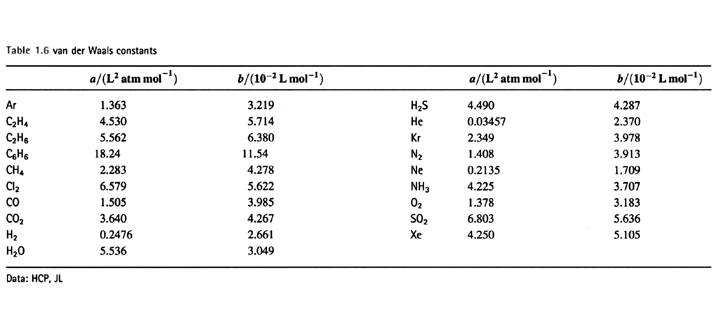 Table 1.6 van der Waals constants
a/(L² atm mol⁻¹) b/(10⁻² L mol⁻¹) a/(L² atm mol⁻¹) b/(10⁻² L mol⁻¹)
Ar 1.363 3.219 H₂S 4.490 4.287
C₂H₄ 4.530 5.714 He 0.03457 2.370
C₂H₆ 5.562 6.380 Kr 2.349 3.978
C₆H₆ 18.24 11.54 N₂ 1.408 3.913
CH₄ 2.283 4.278 Ne 0.2135 1.709
Cl₂ 6.579 5.622 NH₃ 4.225 3.707
CO 1.505 3.985 O₂ 1.378 3.183
CO₂ 3.640 4.267 SO₂ 6.803 5.636
H₂ 0.2476 2.661 Xe 4.250 5.105
H₂O 5.536 3.049
Data: HCP, JL